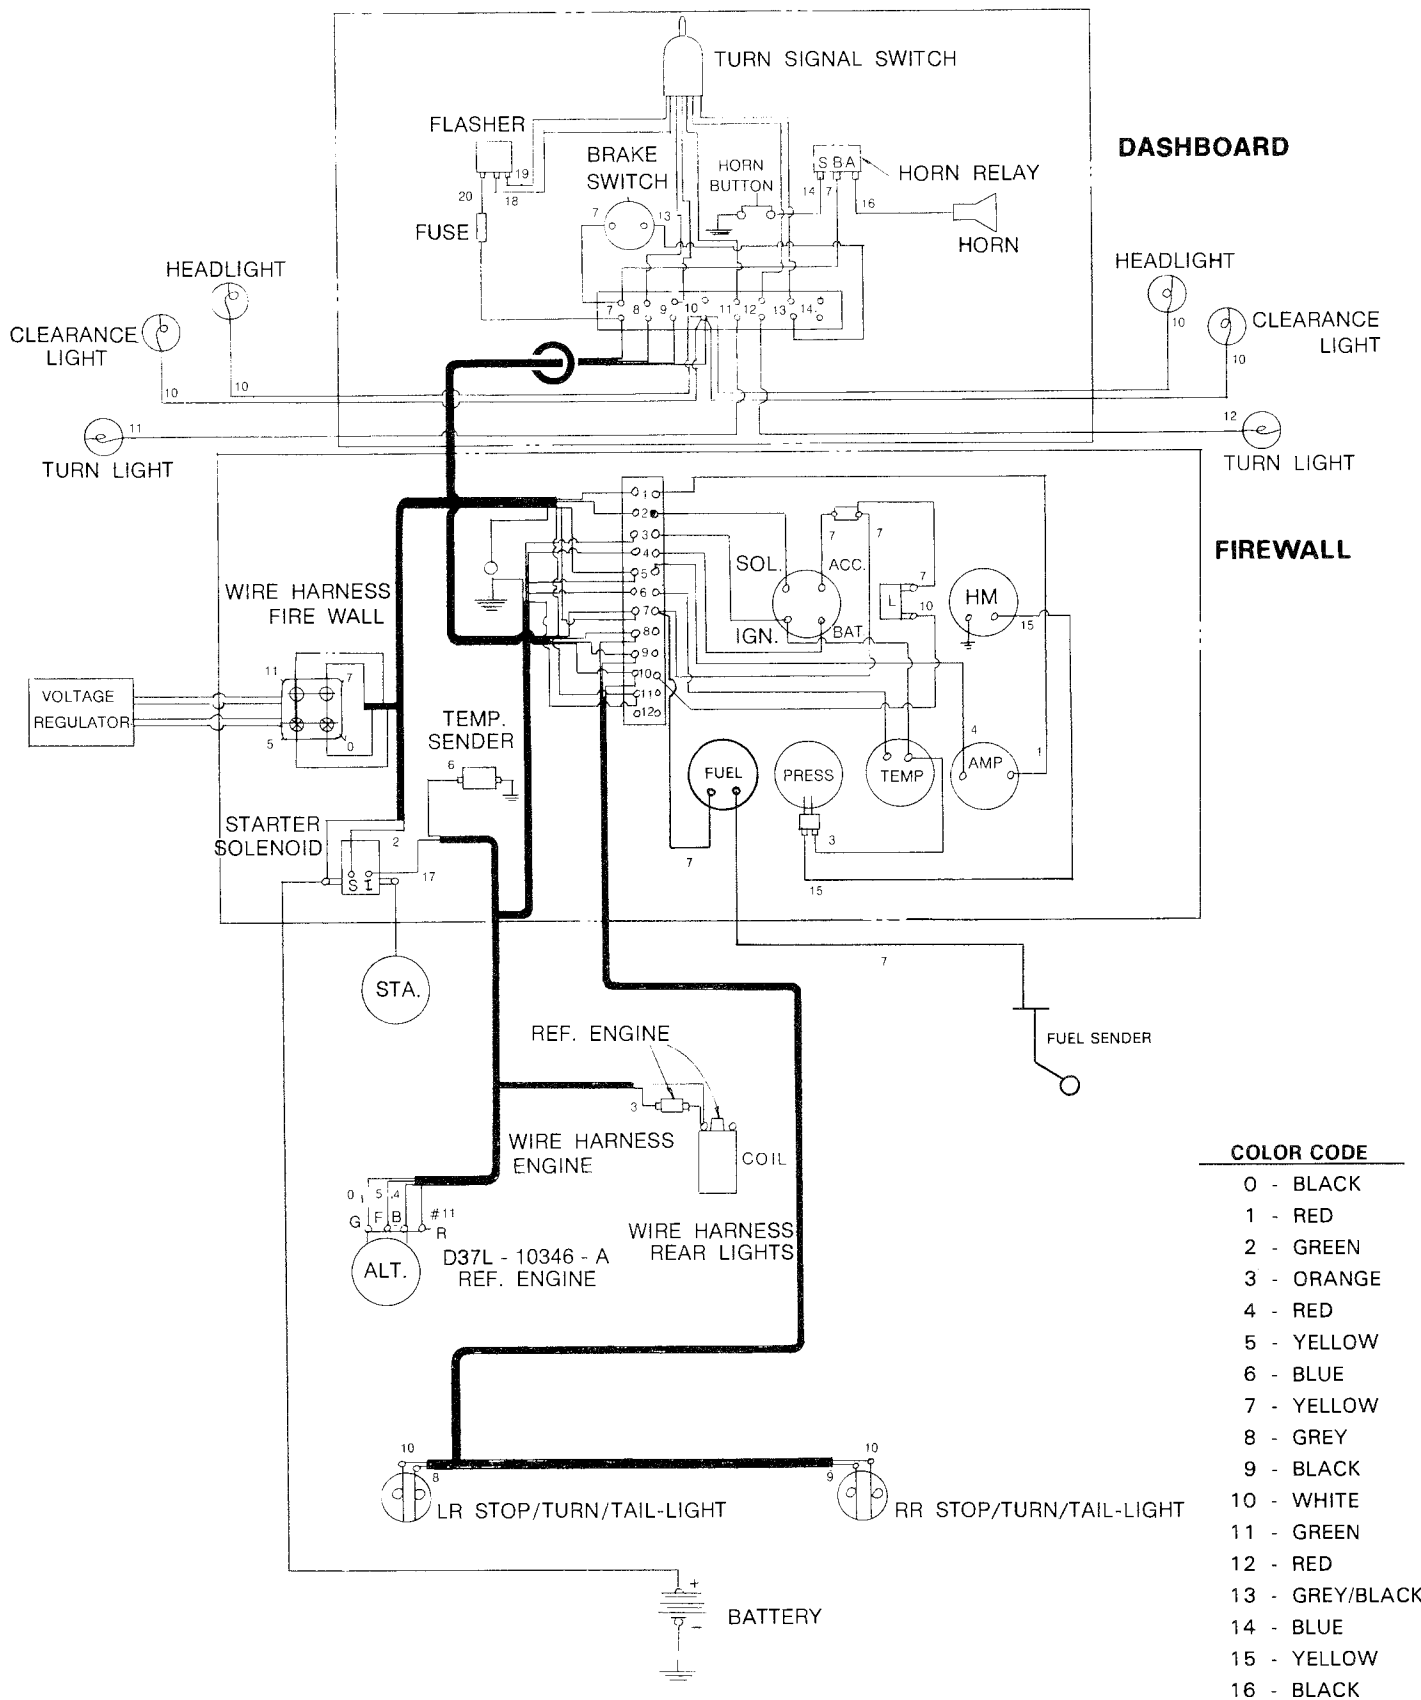 TURN SIGNAL SWITCH
FLASHER
DASHBOARD
BRAKE
SWITCH
HORN
BUTTON
S B A
HORN RELAY
19
20
18
14
7
16
7
13
FUSE
HORN
HEADLIGHT
HEADLIGHT
CLEARANCE
LIGHT
CLEARANCE
LIGHT
7 8 9 10 11 12 13 14
10
10
10
10
11
12
TURN LIGHT
TURN LIGHT
1
2
3
4
5
6
7
8
9
10
11
12
FIREWALL
7
7
SOL.
ACC.
IGN.
BAT.
L
7
10
HM
15
WIRE HARNESS
FIRE WALL
VOLTAGE
REGULATOR
11
7
5
0
TEMP.
SENDER
6
FUEL
PRESS
TEMP
AMP
4
1
STARTER
SOLENOID
2
S I
17
3
7
15
STA.
7
FUEL SENDER
REF. ENGINE
3
COIL
WIRE HARNESS
ENGINE
0 1 5 .4
G F B
#11
R
ALT.
D37L - 10346 - A
REF. ENGINE
WIRE HARNESS
REAR LIGHTS
COLOR CODE
0 - BLACK
1 - RED
2 - GREEN
3 - ORANGE
4 - RED
5 - YELLOW
6 - BLUE
7 - YELLOW
8 - GREY
9 - BLACK
10 - WHITE
11 - GREEN
12 - RED
13 - GREY/BLACK
14 - BLUE
15 - YELLOW
16 - BLACK
10
8
9
10
LR STOP/TURN/TAIL-LIGHT
RR STOP/TURN/TAIL-LIGHT
+
BATTERY
−